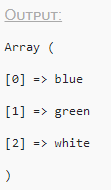 OUTPUT:
Array (
[0] => blue
[1] => green
[2] => white
)